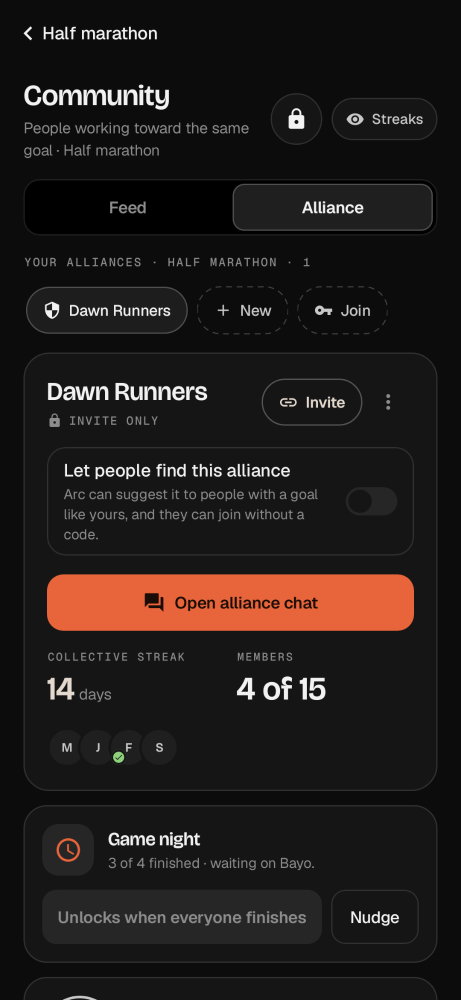 Half marathon
Community
People working toward the same
goal · Half marathon
Streaks
Feed
Alliance
YOUR ALLIANCES · HALF MARATHON · 1
Dawn Runners
New
Join
Dawn Runners
INVITE ONLY
Invite
Let people find this alliance
Arc can suggest it to people with a goal
like yours, and they can join without a
code.
Open alliance chat
COLLECTIVE STREAK
MEMBERS
14 days
4 of 15
M J F S
Game night
3 of 4 finished · waiting on Bayo.
Unlocks when everyone finishes
Nudge